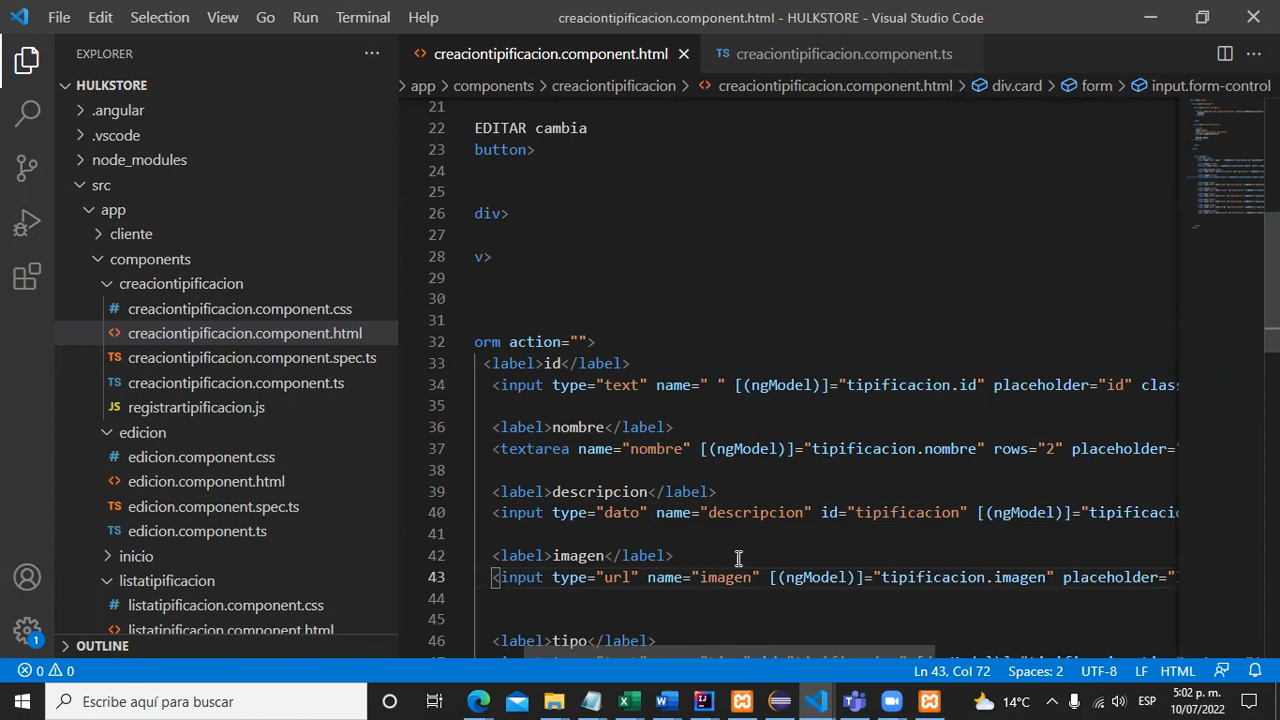 File Edit Selection View Go Run Terminal Help creaciontipificacion.component.html - HULKSTORE - Visual Studio Code
EXPLORER
creaciontipificacion.component.html creaciontipificacion.component.ts
HULKSTORE
app components creaciontipificacion creaciontipificacion.component.html div.card form input.form-control
.angular
.vscode
node_modules
src
app
cliente
components
creaciontipificacion
creaciontipificacion.component.css
creaciontipificacion.component.html
creaciontipificacion.component.spec.ts
creaciontipificacion.component.ts
registrartipificacion.js
edicion
edicion.component.css
edicion.component.html
edicion.component.spec.ts
edicion.component.ts
inicio
listatipificacion
listatipificacion.component.css
listatipificacion.component.html
OUTLINE
21
22 EDITAR cambia
23 button>
24
25
26 div>
27
28 v>
29
30
31
32 orm action="">
33 <label>id</label>
34 <input type="text" name=" " [(ngModel)]="tipificacion.id" placeholder="id" clas
35
36 <label>nombre</label>
37 <textarea name="nombre" [(ngModel)]="tipificacion.nombre" rows="2" placeholder="
38
39 <label>descripcion</label>
40 <input type="dato" name="descripcion" id="tipificacion" [(ngModel)]="tipificaci
41
42 <label>imagen</label>
43 <input type="url" name="imagen" [(ngModel)]="tipificacion.imagen" placeholder="
44
45
46 <label>tipo</label>
0 0 Ln 43, Col 72 Spaces: 2 UTF-8 LF HTML
1
Escribe aquí para buscar 14°C ESP 5:02 p. m.
10/07/2022